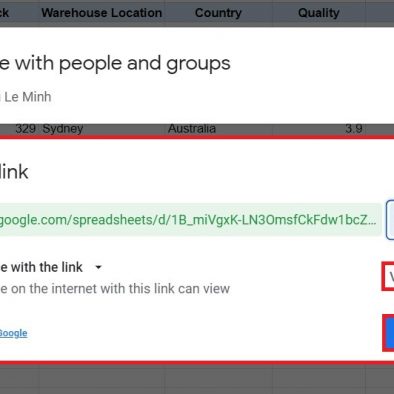 ck Warehouse Location Country Quality
e with people and groups
Le Minh
329 Sydney Australia 3.9
link
google.com/spreadsheets/d/1B_miVgxK-LN3OmsfCkFdw1bcZ...
e with the link
e on the internet with this link can view
Google